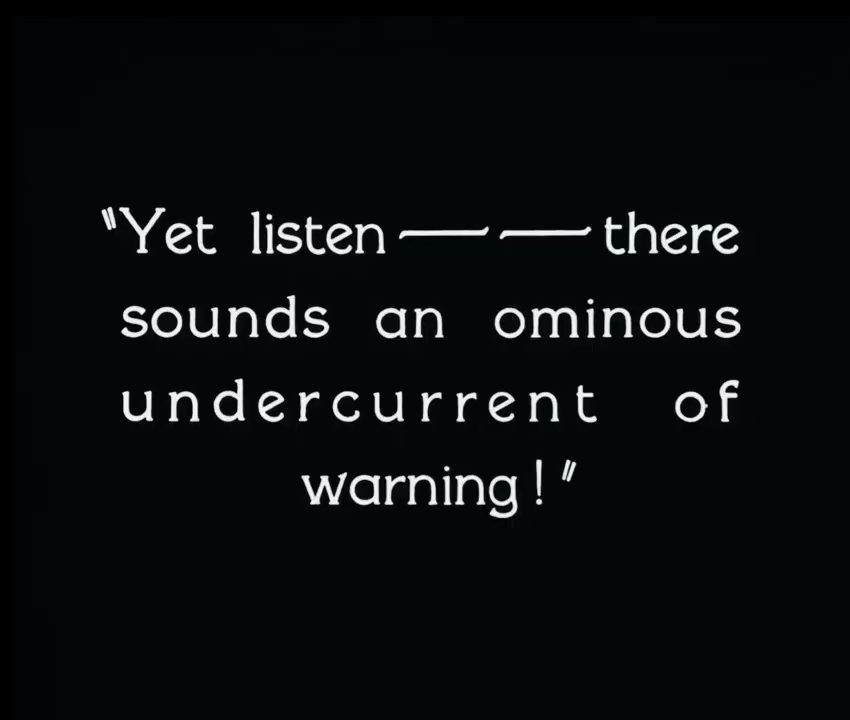 "Yet listen — — there
sounds an ominous
undercurrent of
warning!"